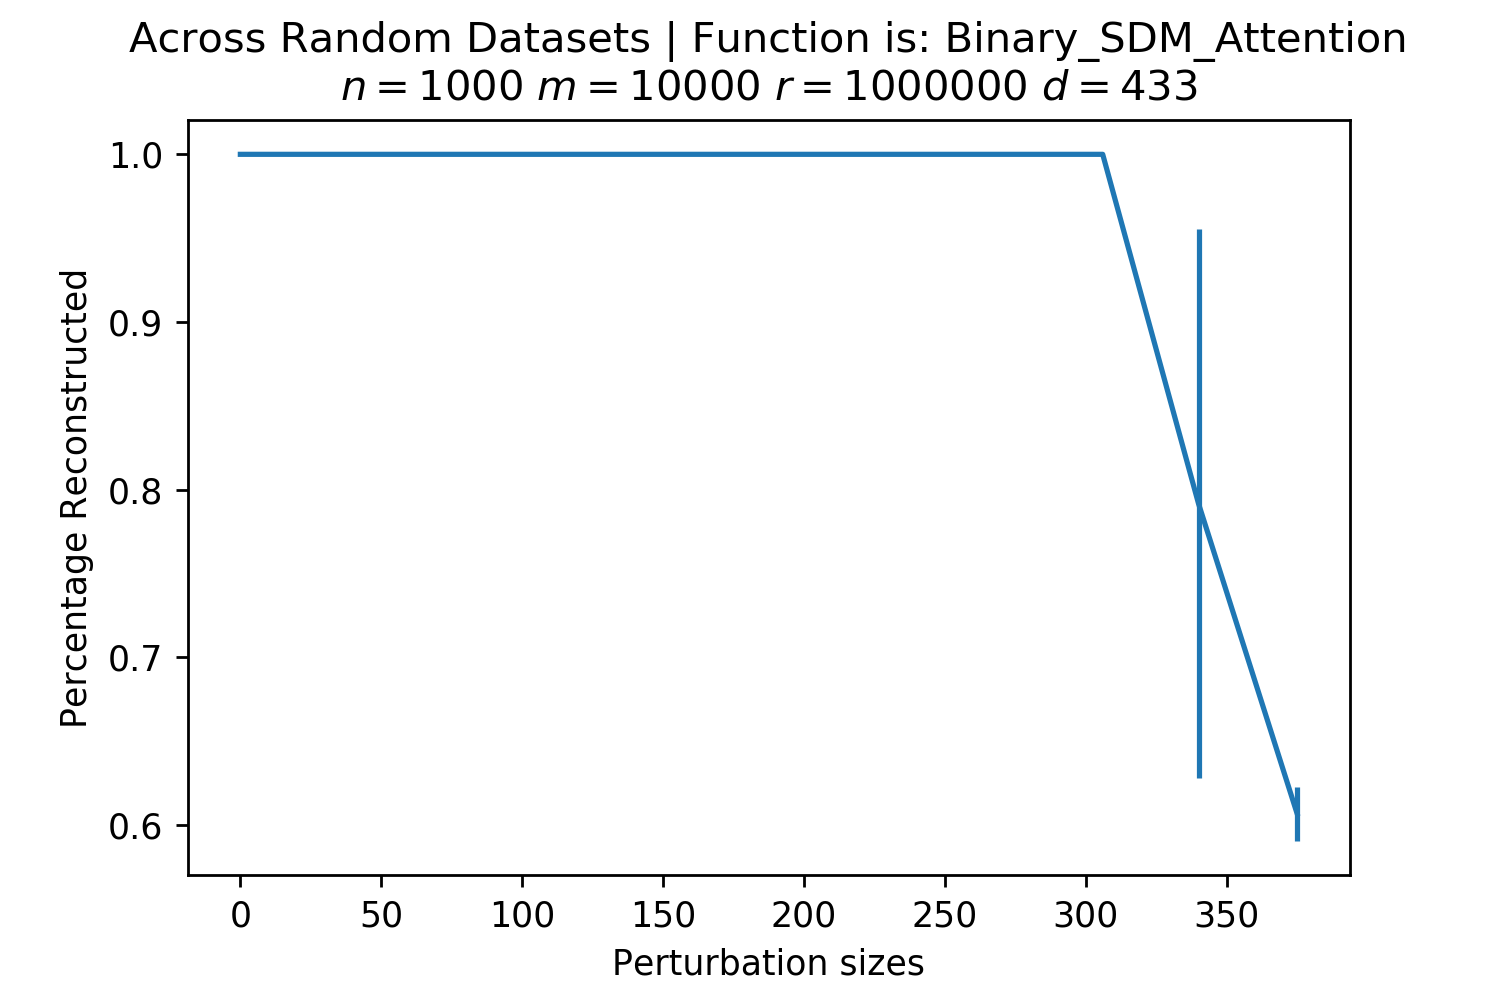 Across Random Datasets | Function is: Binary_SDM_Attention
n = 1000 m = 10000 r = 1000000 d = 433
1.0
0.9
0.8
0.7
0.6
Percentage Reconstructed
0 50 100 150 200 250 300 350
Perturbation sizes